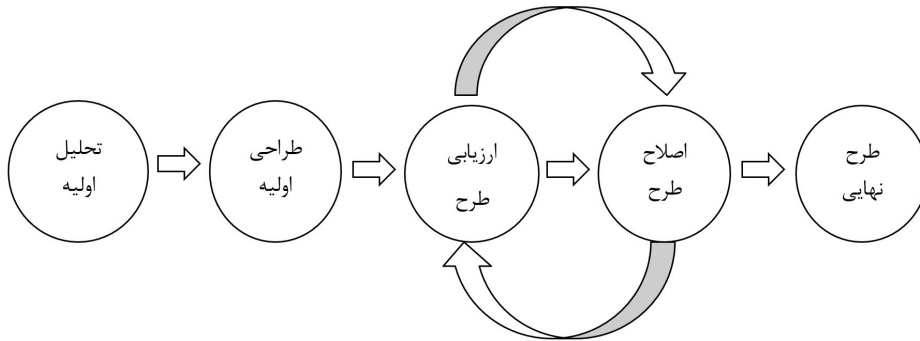 تحلیل
اولیه
طراحی
اولیه
ارزیابی
طرح
اصلاح
طرح
طرح
نهایی